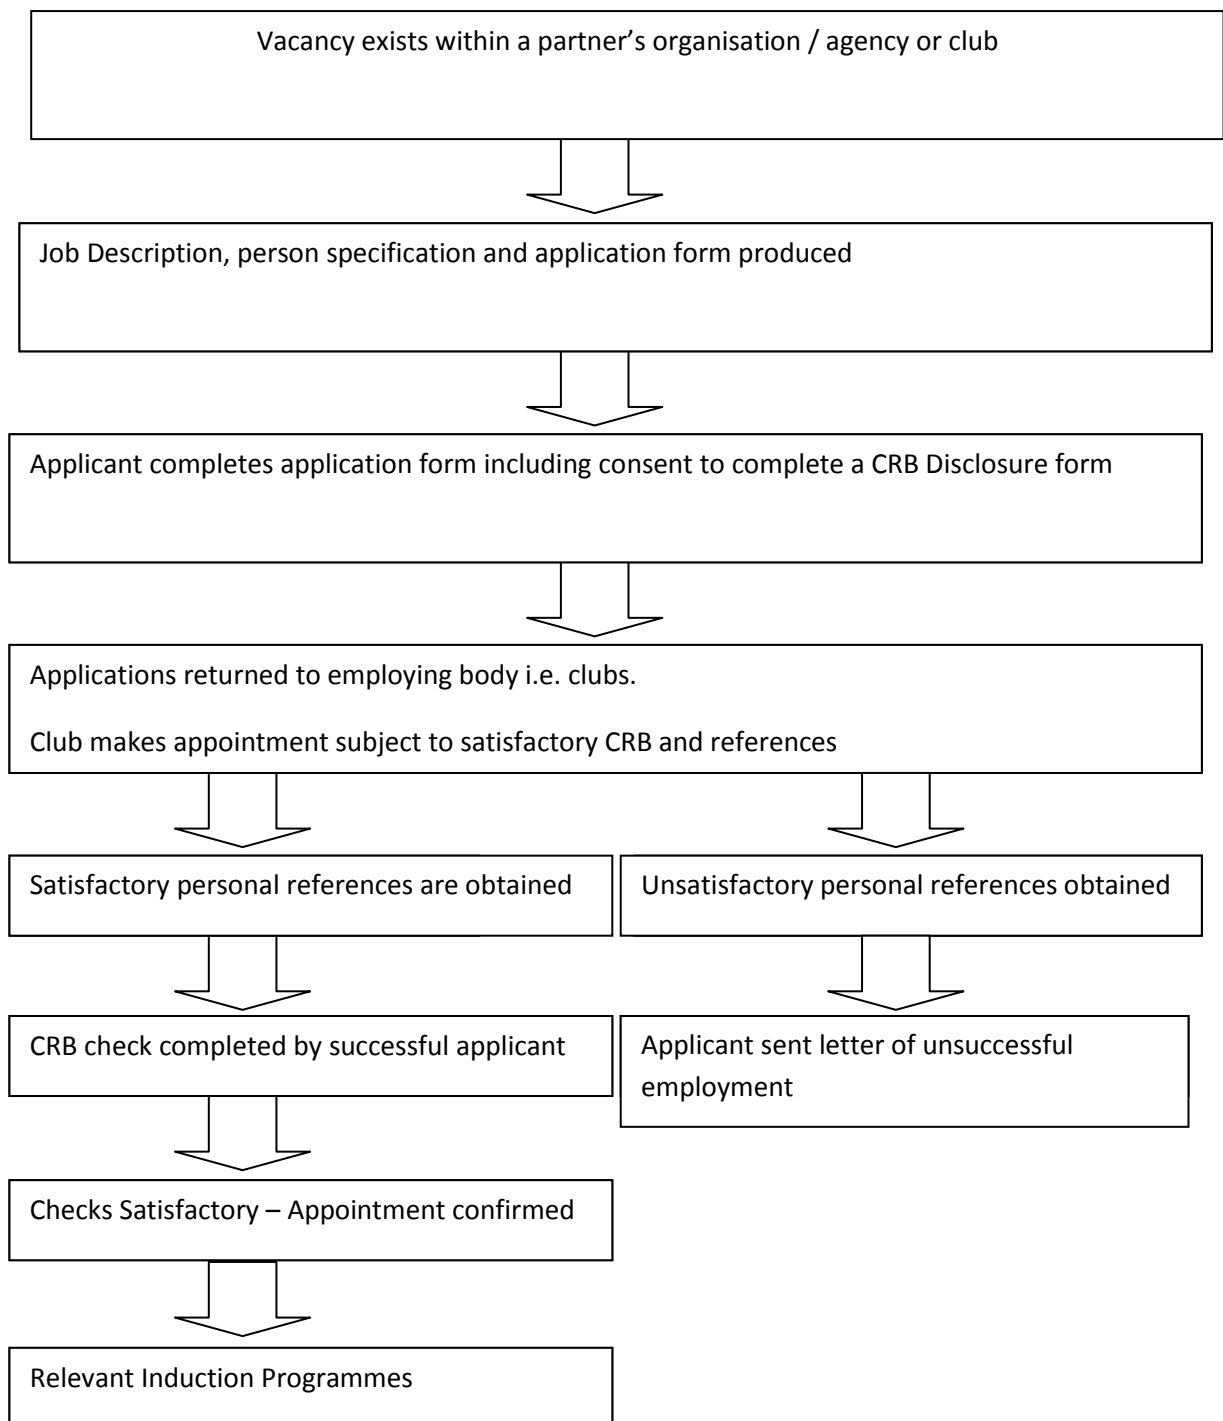 Vacancy exists within a partner’s organisation / agency or club
Job Description, person specification and application form produced
Applicant completes application form including consent to complete a CRB Disclosure form
Applications returned to employing body i.e. clubs.
Club makes appointment subject to satisfactory CRB and references
Satisfactory personal references are obtained
Unsatisfactory personal references obtained
CRB check completed by successful applicant
Applicant sent letter of unsuccessful
employment
Checks Satisfactory – Appointment confirmed
Relevant Induction Programmes